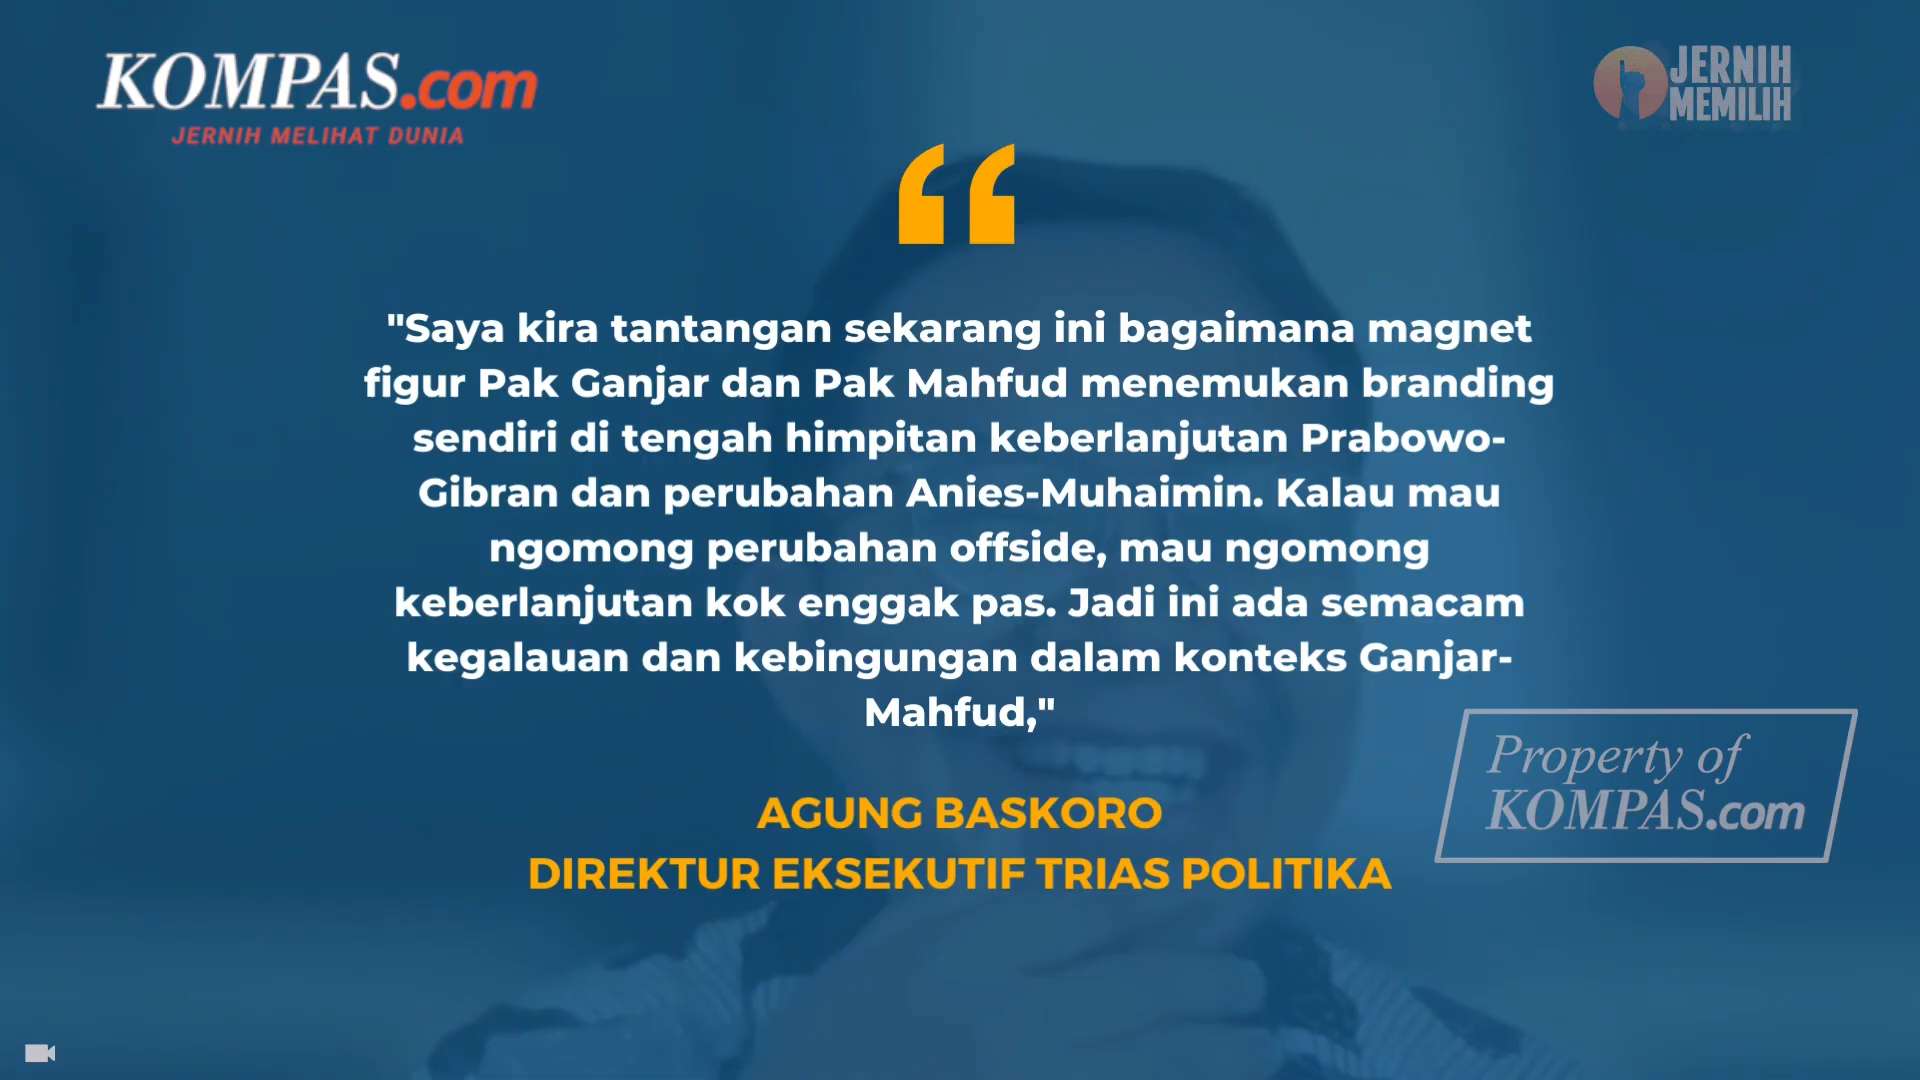 KOMPAS.com
JERNIH MELIHAT DUNIA
JERNIH
MEMILIH
"Saya kira tantangan sekarang ini bagaimana magnet
figur Pak Ganjar dan Pak Mahfud menemukan branding
sendiri di tengah himpitan keberlanjutan Prabowo-
Gibran dan perubahan Anies-Muhaimin. Kalau mau
ngomong perubahan offside, mau ngomong
keberlanjutan kok enggak pas. Jadi ini ada semacam
kegalauan dan kebingungan dalam konteks Ganjar-
Mahfud,"
AGUNG BASKORO
DIREKTUR EKSEKUTIF TRIAS POLITIKA
Property of
KOMPAS.com